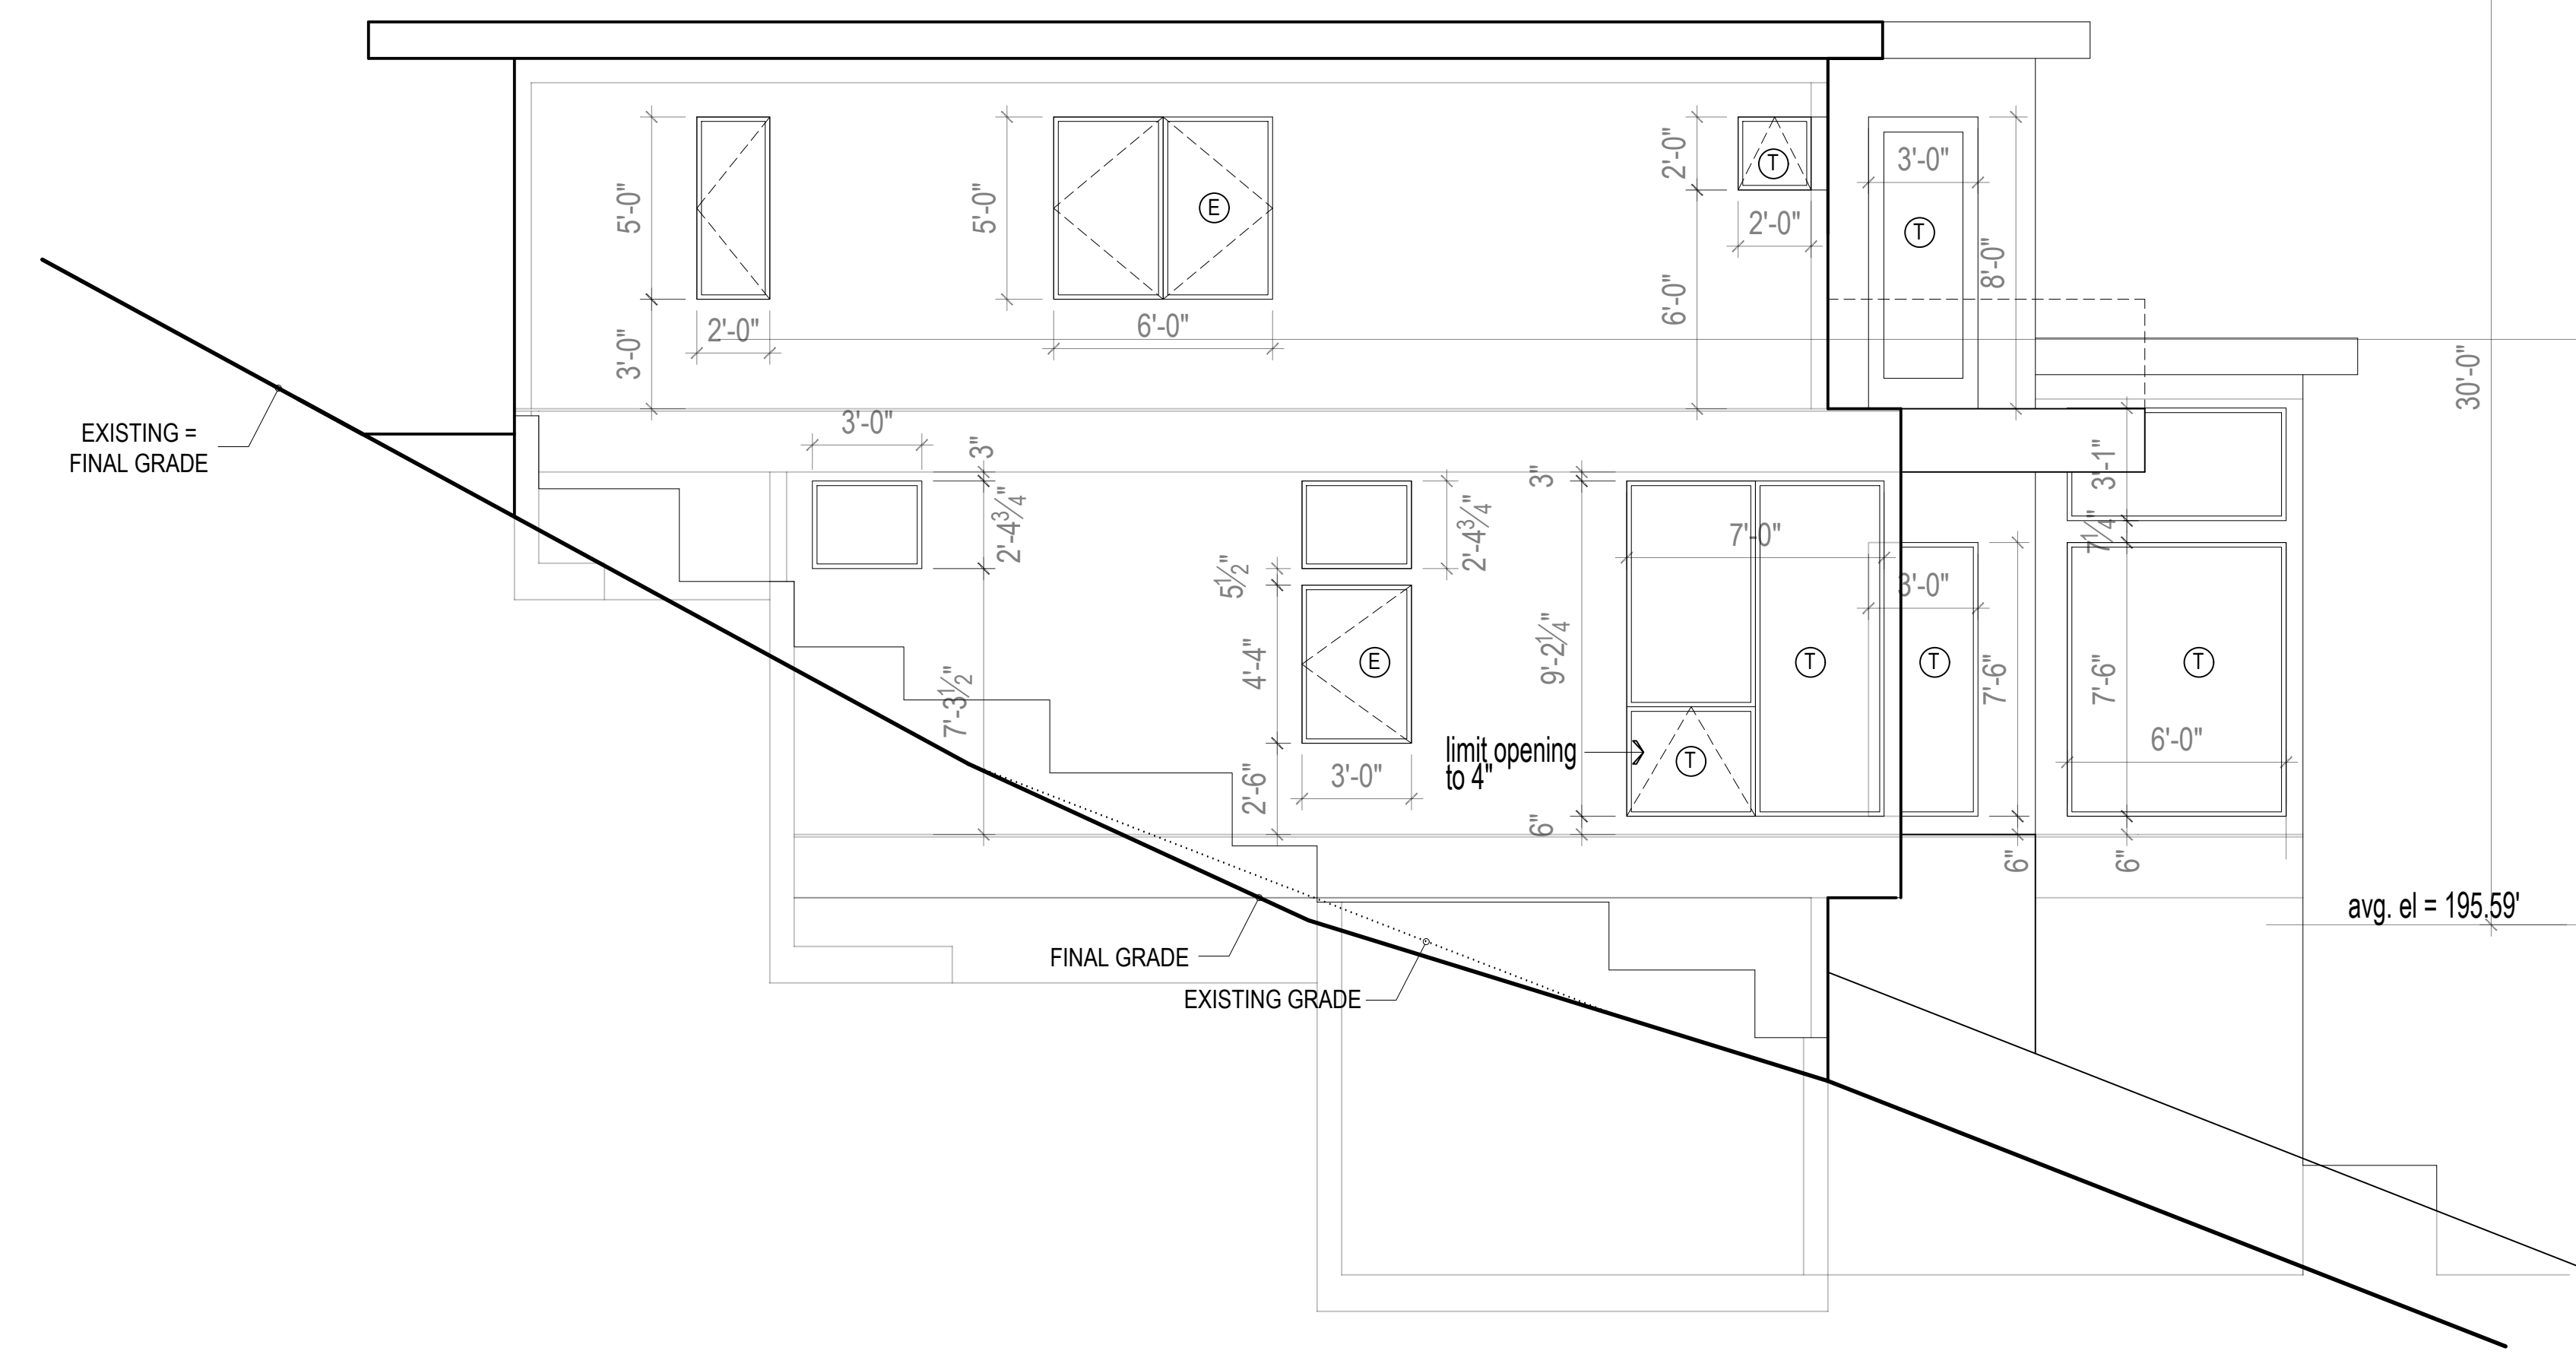 2'-0"
T
3'-0"
5'-0"
5'-0"
E
2'-0"
T
8'-0"
6'-0"
2'-0"
6'-0"
3'-0"
30'-0"
EXISTING =
FINAL GRADE
3'-0"
3"
3'-1"
3"
2'-4¾"
2'-4¾"
7'-0"
7¼"
5½"
3'-0"
4'-4"
E
9'-2¼"
T
T
7'-6"
7'-6"
T
7'-3½"
6'-0"
limit opening
to 4"
T
2'-6"
3'-0"
6"
6"
6"
avg. el = 195.59'
FINAL GRADE
EXISTING GRADE